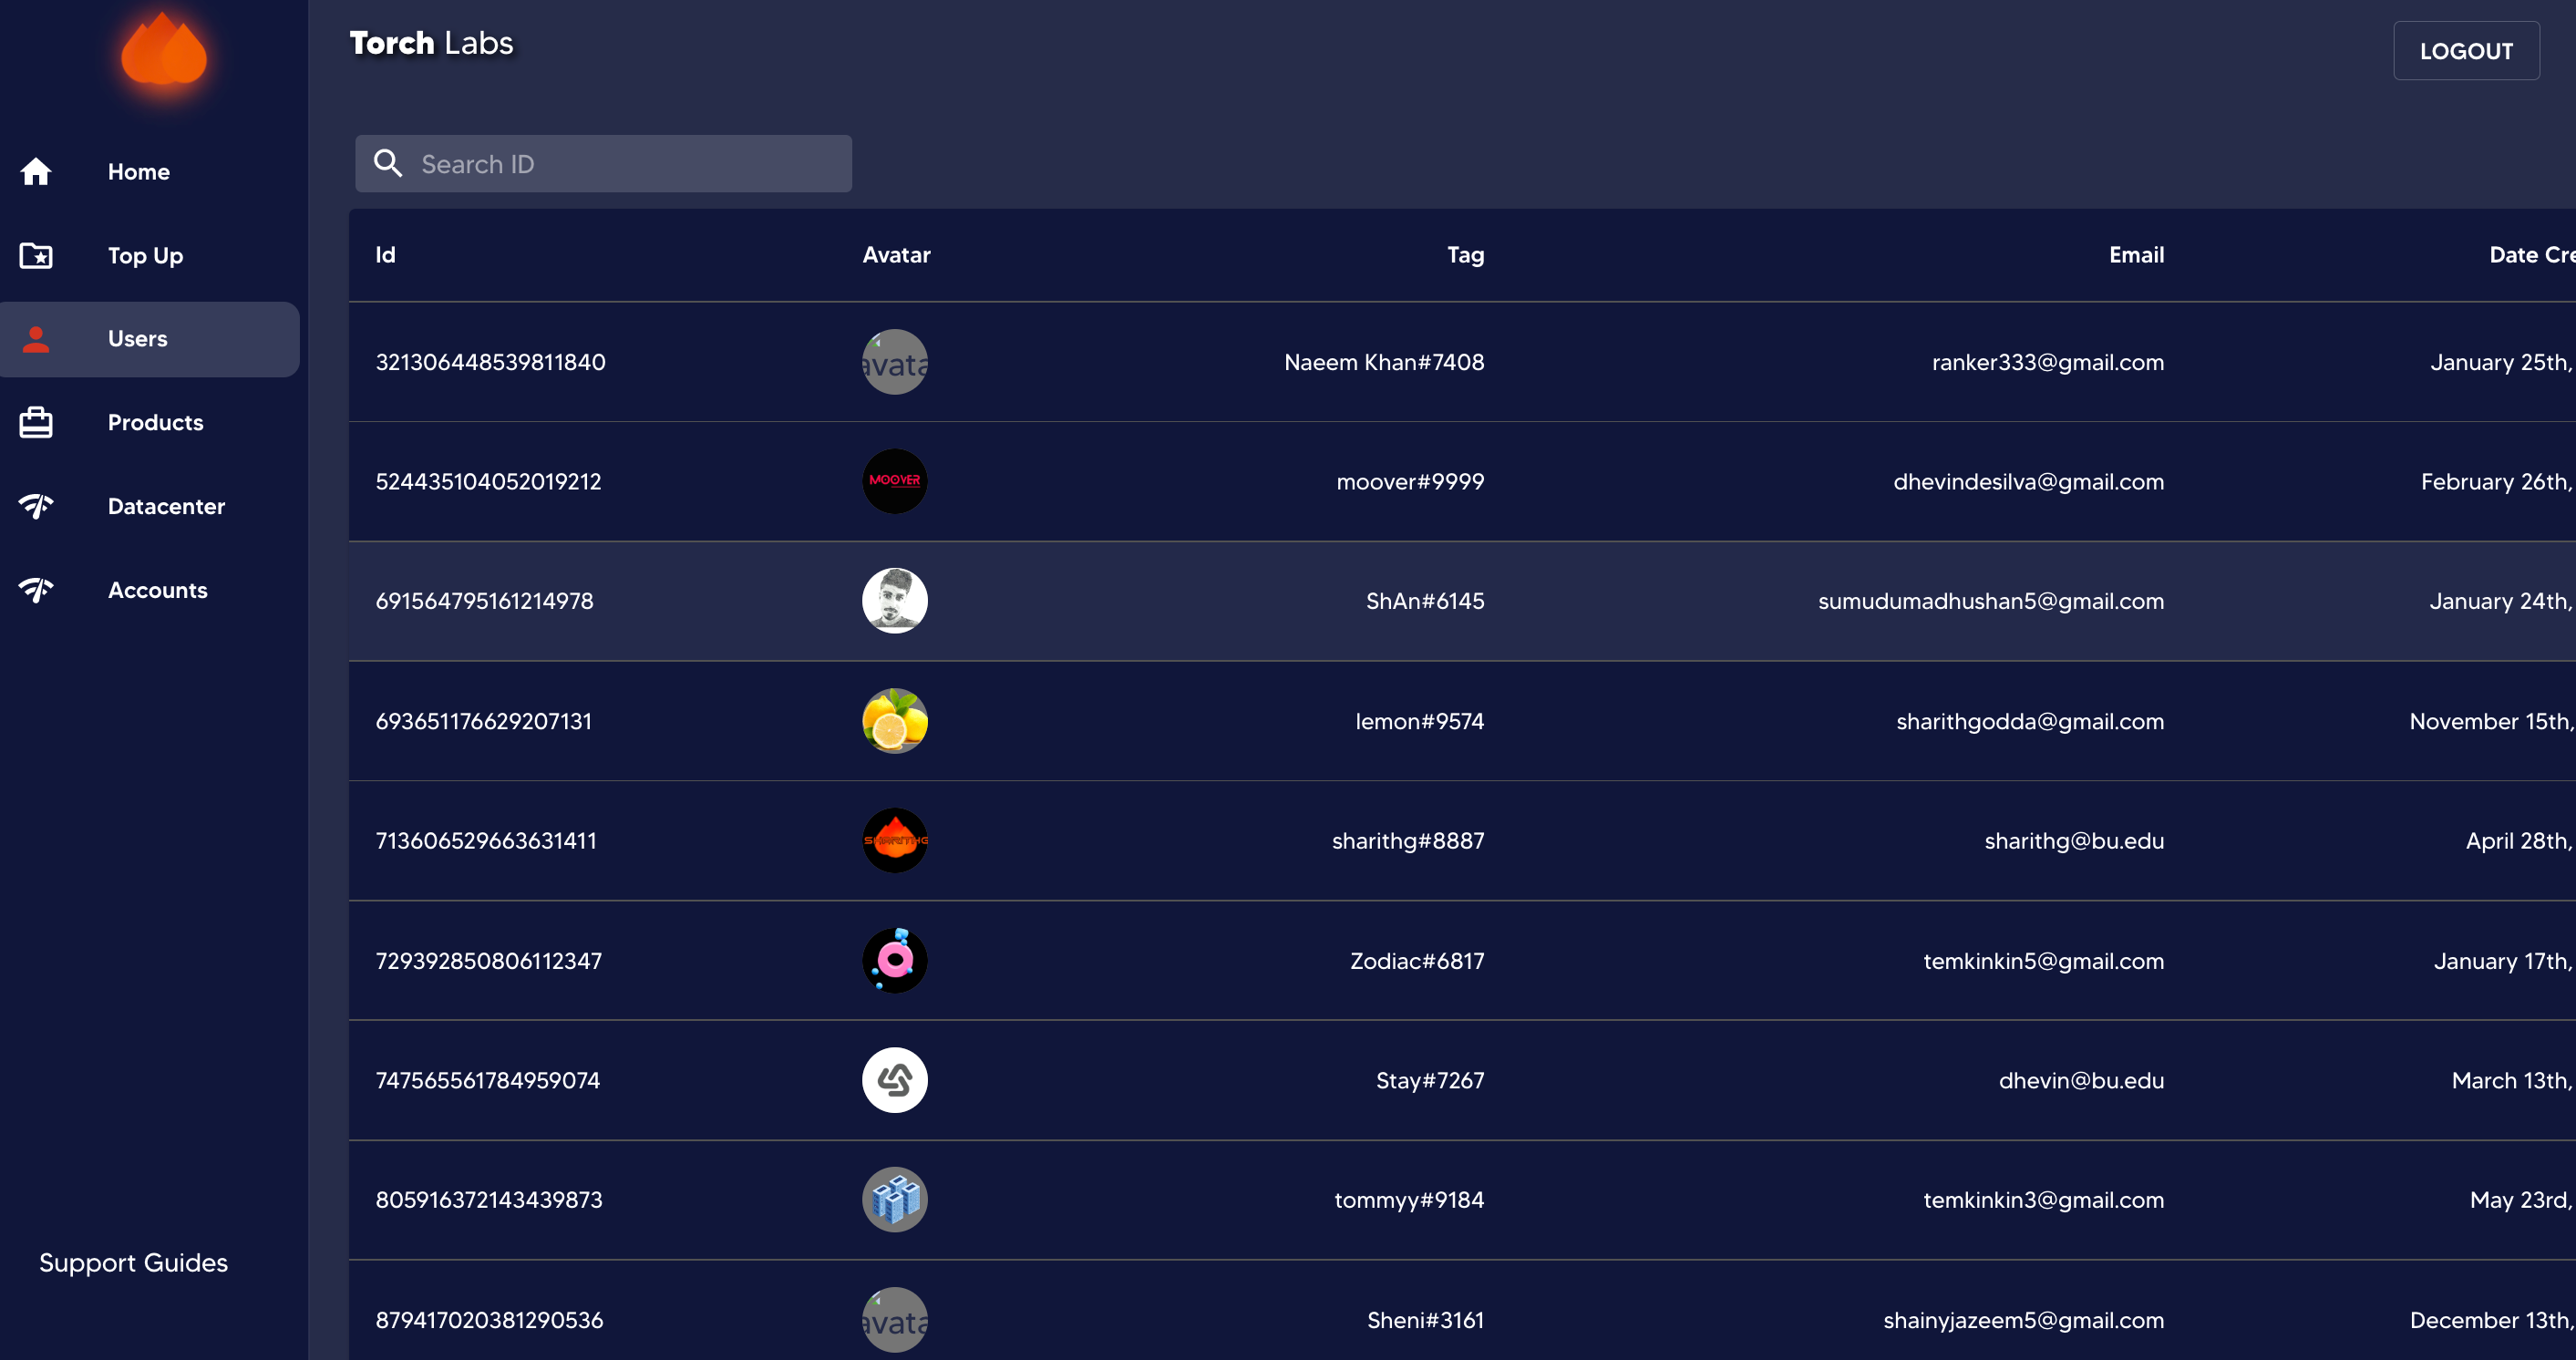 Torch Labs
LOGOUT
Home
Top Up
Users
Products
Datacenter
Accounts
Support Guides
Search ID
Id Avatar Tag Email Date Cre
321306448539811840 avata Naeem Khan#7408 ranker333@gmail.com January 25th,
524435104052019212 MOOVER moover#9999 dhevindesilva@gmail.com February 26th,
691564795161214978 ShAn#6145 sumudumadhushan5@gmail.com January 24th,
693651176629207131 lemon#9574 sharithgodda@gmail.com November 15th,
713606529663631411 SHARITHG sharithg#8887 sharithg@bu.edu April 28th,
729392850806112347 Zodiac#6817 temkinkin5@gmail.com January 17th,
747565561784959074 Stay#7267 dhevin@bu.edu March 13th,
805916372143439873 tommyy#9184 temkinkin3@gmail.com May 23rd,
879417020381290536 avata Sheni#3161 shainyjazeem5@gmail.com December 13th,